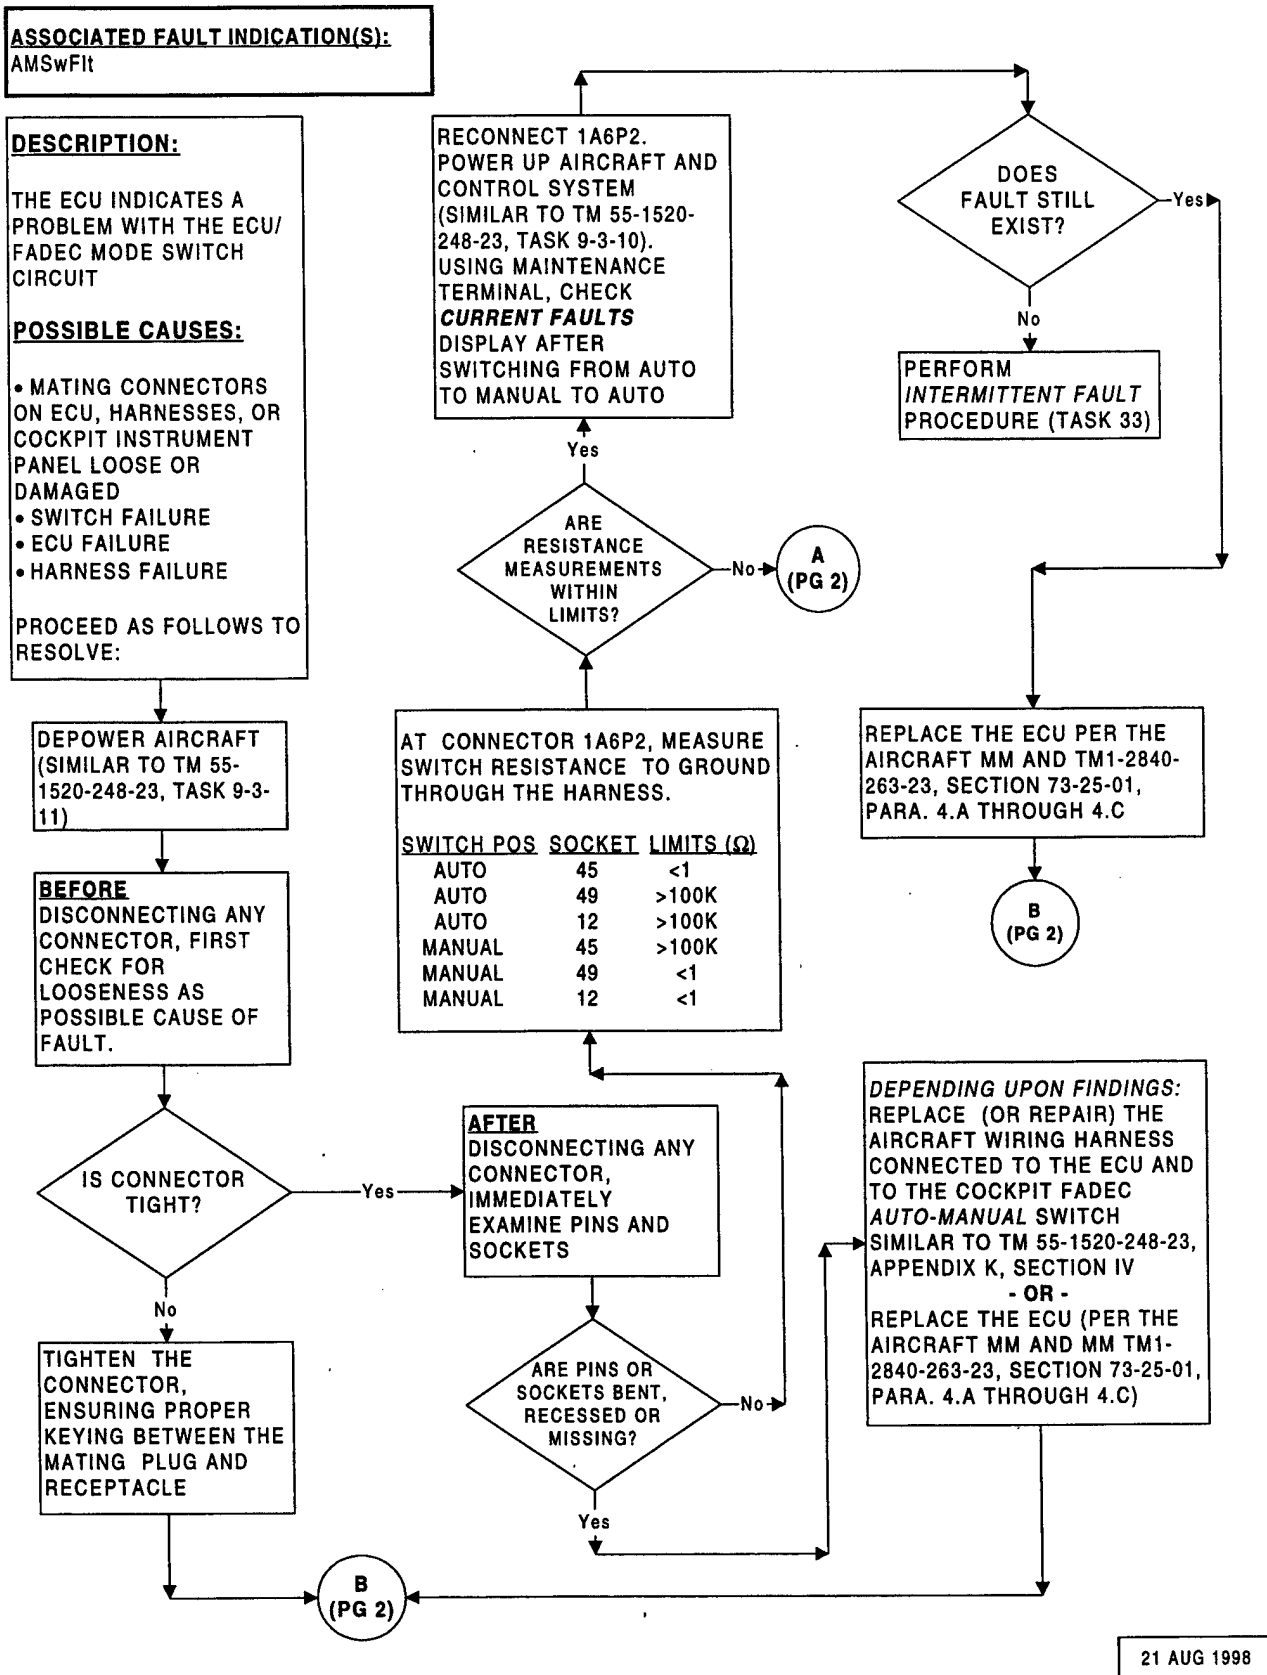 ASSOCIATED FAULT INDICATION(S):
AMSwFlt
DESCRIPTION:
THE ECU INDICATES A
PROBLEM WITH THE ECU/
FADEC MODE SWITCH
CIRCUIT
POSSIBLE CAUSES:
• MATING CONNECTORS
ON ECU, HARNESSES, OR
COCKPIT INSTRUMENT
PANEL LOOSE OR
DAMAGED
• SWITCH FAILURE
• ECU FAILURE
• HARNESS FAILURE
PROCEED AS FOLLOWS TO
RESOLVE:
DEPOWER AIRCRAFT
(SIMILAR TO TM 55-
1520-248-23, TASK 9-3-
11)
BEFORE
DISCONNECTING ANY
CONNECTOR, FIRST
CHECK FOR
LOOSENESS AS
POSSIBLE CAUSE OF
FAULT.
IS CONNECTOR
TIGHT?
Yes
No
TIGHTEN THE
CONNECTOR,
ENSURING PROPER
KEYING BETWEEN THE
MATING PLUG AND
RECEPTACLE
B
(PG 2)
AFTER
DISCONNECTING ANY
CONNECTOR,
IMMEDIATELY
EXAMINE PINS AND
SOCKETS
ARE PINS OR
SOCKETS BENT,
RECESSED OR
MISSING?
No
Yes
AT CONNECTOR 1A6P2, MEASURE
SWITCH RESISTANCE TO GROUND
THROUGH THE HARNESS.
SWITCH POS SOCKET LIMITS (Ω)
AUTO 45 <1
AUTO 49 >100K
AUTO 12 >100K
MANUAL 45 >100K
MANUAL 49 <1
MANUAL 12 <1
ARE
RESISTANCE
MEASUREMENTS
WITHIN
LIMITS?
No
A
(PG 2)
Yes
RECONNECT 1A6P2.
POWER UP AIRCRAFT AND
CONTROL SYSTEM
(SIMILAR TO TM 55-1520-
248-23, TASK 9-3-10).
USING MAINTENANCE
TERMINAL, CHECK
CURRENT FAULTS
DISPLAY AFTER
SWITCHING FROM AUTO
TO MANUAL TO AUTO
DOES
FAULT STILL
EXIST?
Yes
No
PERFORM
INTERMITTENT FAULT
PROCEDURE (TASK 33)
REPLACE THE ECU PER THE
AIRCRAFT MM AND TM1-2840-
263-23, SECTION 73-25-01,
PARA. 4.A THROUGH 4.C
B
(PG 2)
DEPENDING UPON FINDINGS:
REPLACE (OR REPAIR) THE
AIRCRAFT WIRING HARNESS
CONNECTED TO THE ECU AND
TO THE COCKPIT FADEC
AUTO-MANUAL SWITCH
SIMILAR TO TM 55-1520-248-23,
APPENDIX K, SECTION IV
- OR -
REPLACE THE ECU (PER THE
AIRCRAFT MM AND MM TM1-
2840-263-23, SECTION 73-25-01,
PARA. 4.A THROUGH 4.C)
21 AUG 1998